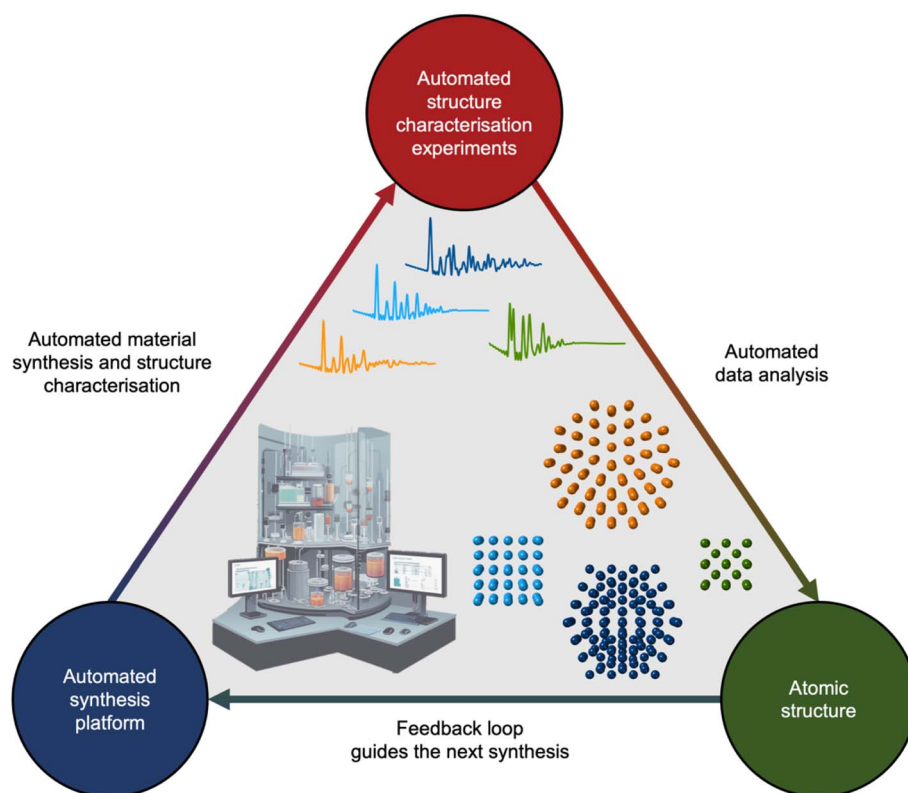 Automated
structure
characterisation
experiments
Automated material
synthesis and structure
characterisation
Automated
data analysis
Automated
synthesis
platform
Atomic
structure
Feedback loop
guides the next synthesis